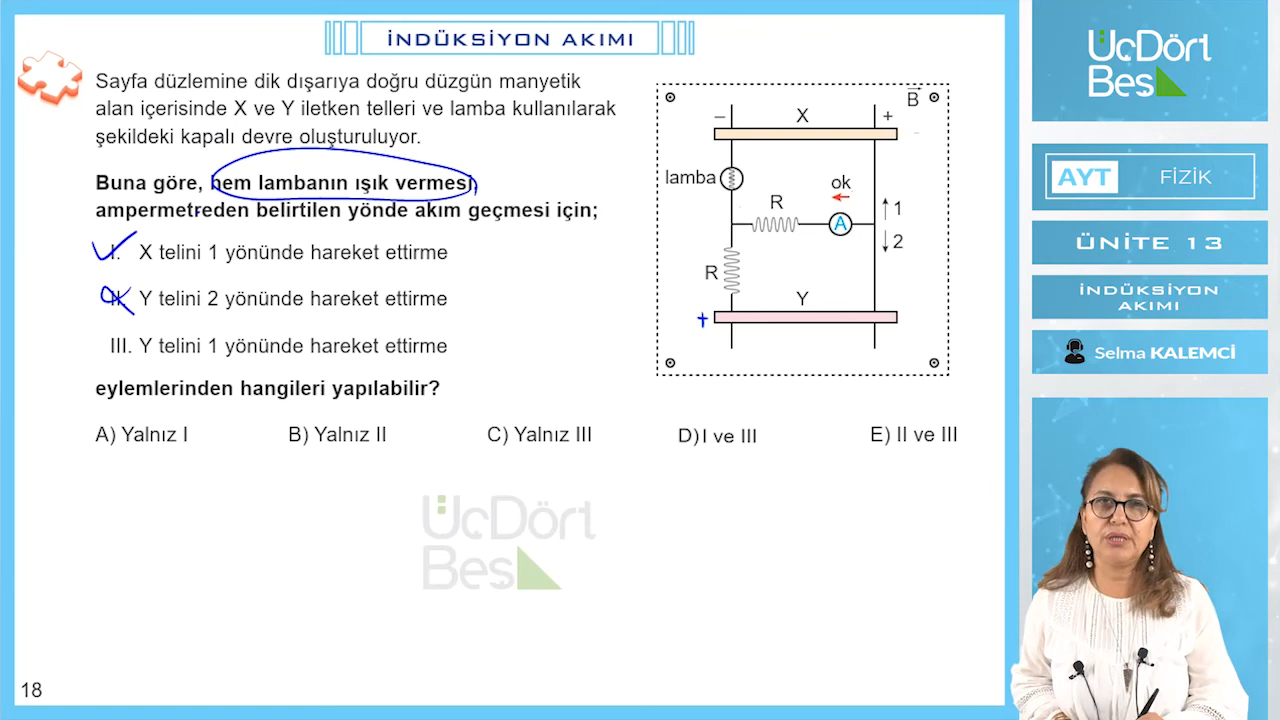 İNDÜKSİYON AKIMI
Sayfa düzlemine dik dışarıya doğru düzgün manyetik
alan içerisinde X ve Y iletken telleri ve lamba kullanılarak
şekildeki kapalı devre oluşturuluyor.
Buna göre, hem lambanın ışık vermesi,
ampermetreden belirtilen yönde akım geçmesi için;
I. X telini 1 yönünde hareket ettirme
II. Y telini 2 yönünde hareket ettirme
III. Y telini 1 yönünde hareket ettirme
eylemlerinden hangileri yapılabilir?
A) Yalnız I B) Yalnız II C) Yalnız III D) I ve III E) II ve III
B
– X +
lamba
ok
R
A
1
2
R
Y
+
ÜçDört
Beş
18
ÜçDört
Beş
AYT FİZİK
ÜNİTE 13
İNDÜKSİYON
AKIMI
Selma KALEMCİ